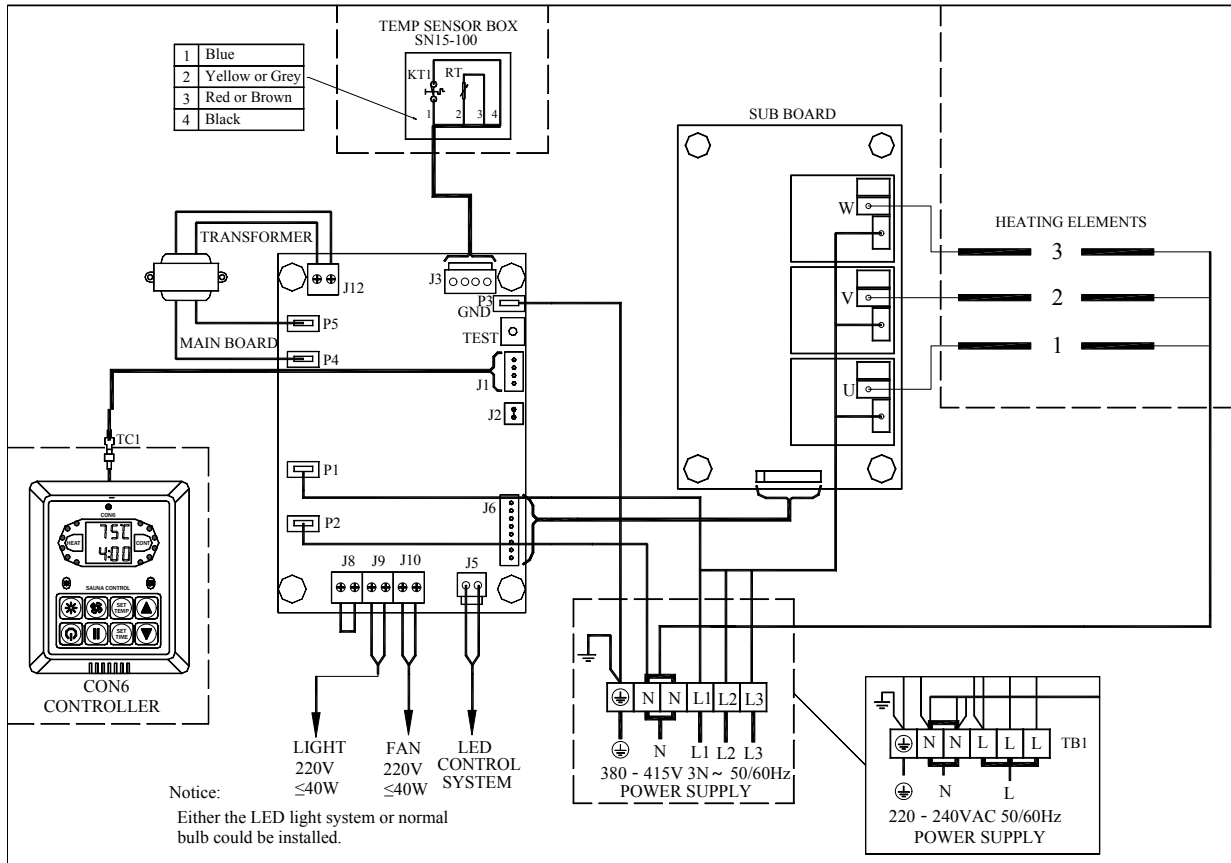 TEMP SENSOR BOX
SN15-100
1 Blue
2 Yellow or Grey
3 Red or Brown
4 Black
KT1
RT
1 2 3 4
SUB BOARD
W
V
U
HEATING ELEMENTS
3
2
1
TRANSFORMER
MAIN BOARD
J12
J3
P3
GND
TEST
P5
P4
J1
J2
TC1
P1
P2
J6
J8 J9 J10
J5
CON6
HEAT
75C
4:00
CONT
SAUNA CONTROL
SET
TEMP
SET
TIME
CON6
CONTROLLER
LIGHT
220V
≤40W
FAN
220V
≤40W
LED
CONTROL
SYSTEM
N N L1 L2 L3
N L1 L2 L3
380 - 415V 3N~ 50/60Hz
POWER SUPPLY
N N L L L
TB1
N L
220 - 240VAC 50/60Hz
POWER SUPPLY
Notice:
Either the LED light system or normal
bulb could be installed.